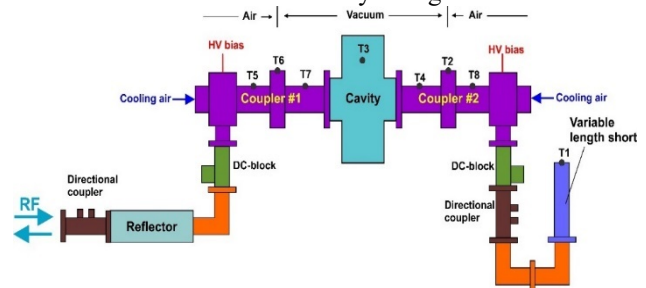 Air
Vacuum
Air
HV bias
T6
T3
T2
HV bias
T5
T7
T4
T8
Cooling air
Coupler #1
Cavity
Coupler #2
Cooling air
Variable
length short
DC-block
DC-block
T1
Directional
coupler
Directional
coupler
RF
Reflector